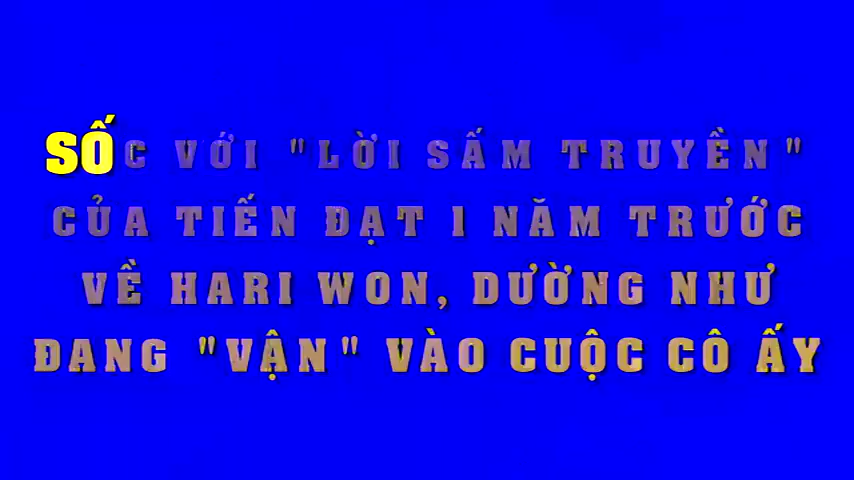 SỐC VỚI "LỜI SẤM TRUYỀN"
CỦA TIẾN ĐẠT 1 NĂM TRƯỚC
VỀ HARI WON, DƯỜNG NHƯ
ĐANG "VẬN" VÀO CUỘC CÔ ẤY